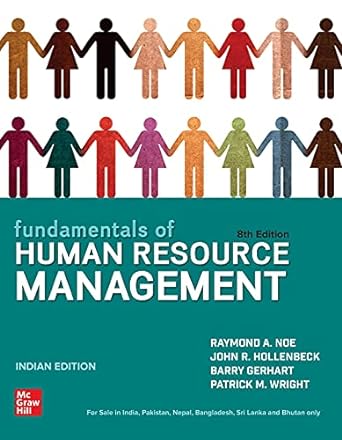 fundamentals of
8th Edition
HUMAN RESOURCE
MANAGEMENT
RAYMOND A. NOE
JOHN R. HOLLENBECK
BARRY GERHART
PATRICK M. WRIGHT
INDIAN EDITION
Mc
Graw
Hill
For Sale in India, Pakistan, Nepal, Bangladesh, Sri Lanka and Bhutan only